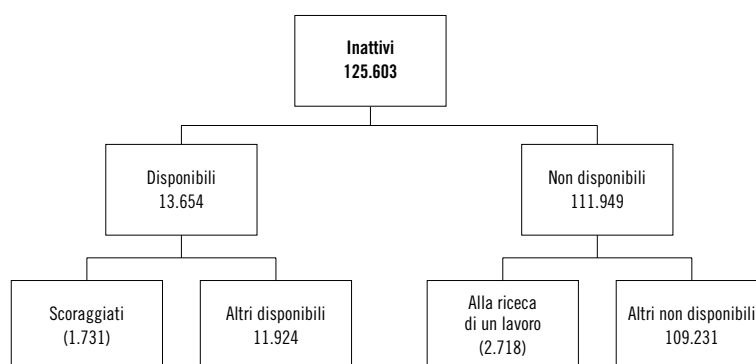 Inattivi
125.603
Disponibili
13.654
Non disponibili
111.949
Scoraggiati
(1.731)
Altri disponibili
11.924
Alla riceca
di un lavoro
(2.718)
Altri non disponibili
109.231